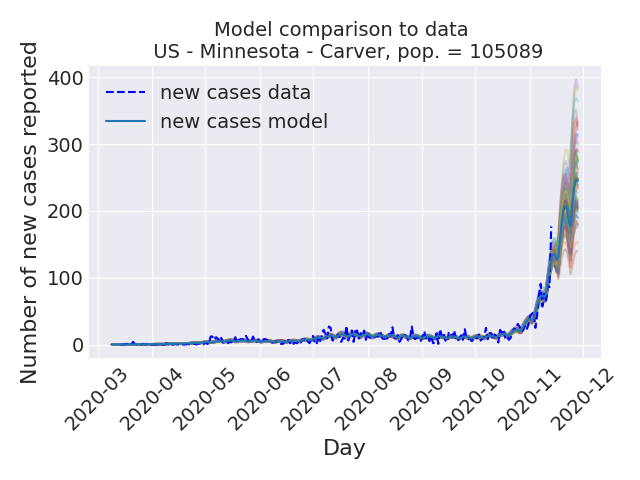 Model comparison to data
US - Minnesota - Carver, pop. = 105089
Number of new cases reported
400
300
200
100
0
new cases data
new cases model
2020-03
2020-04
2020-05
2020-06
2020-07
2020-08
2020-09
2020-10
2020-11
2020-12
Day